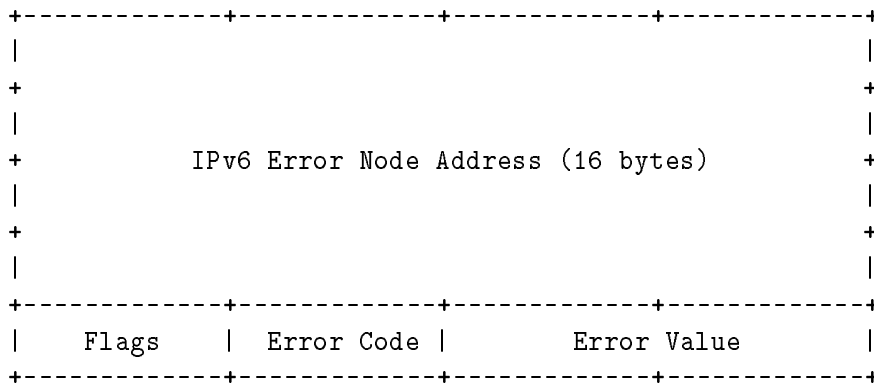 IPv6 Error Node Address (16 bytes)
Flags | Error Code | Error Value